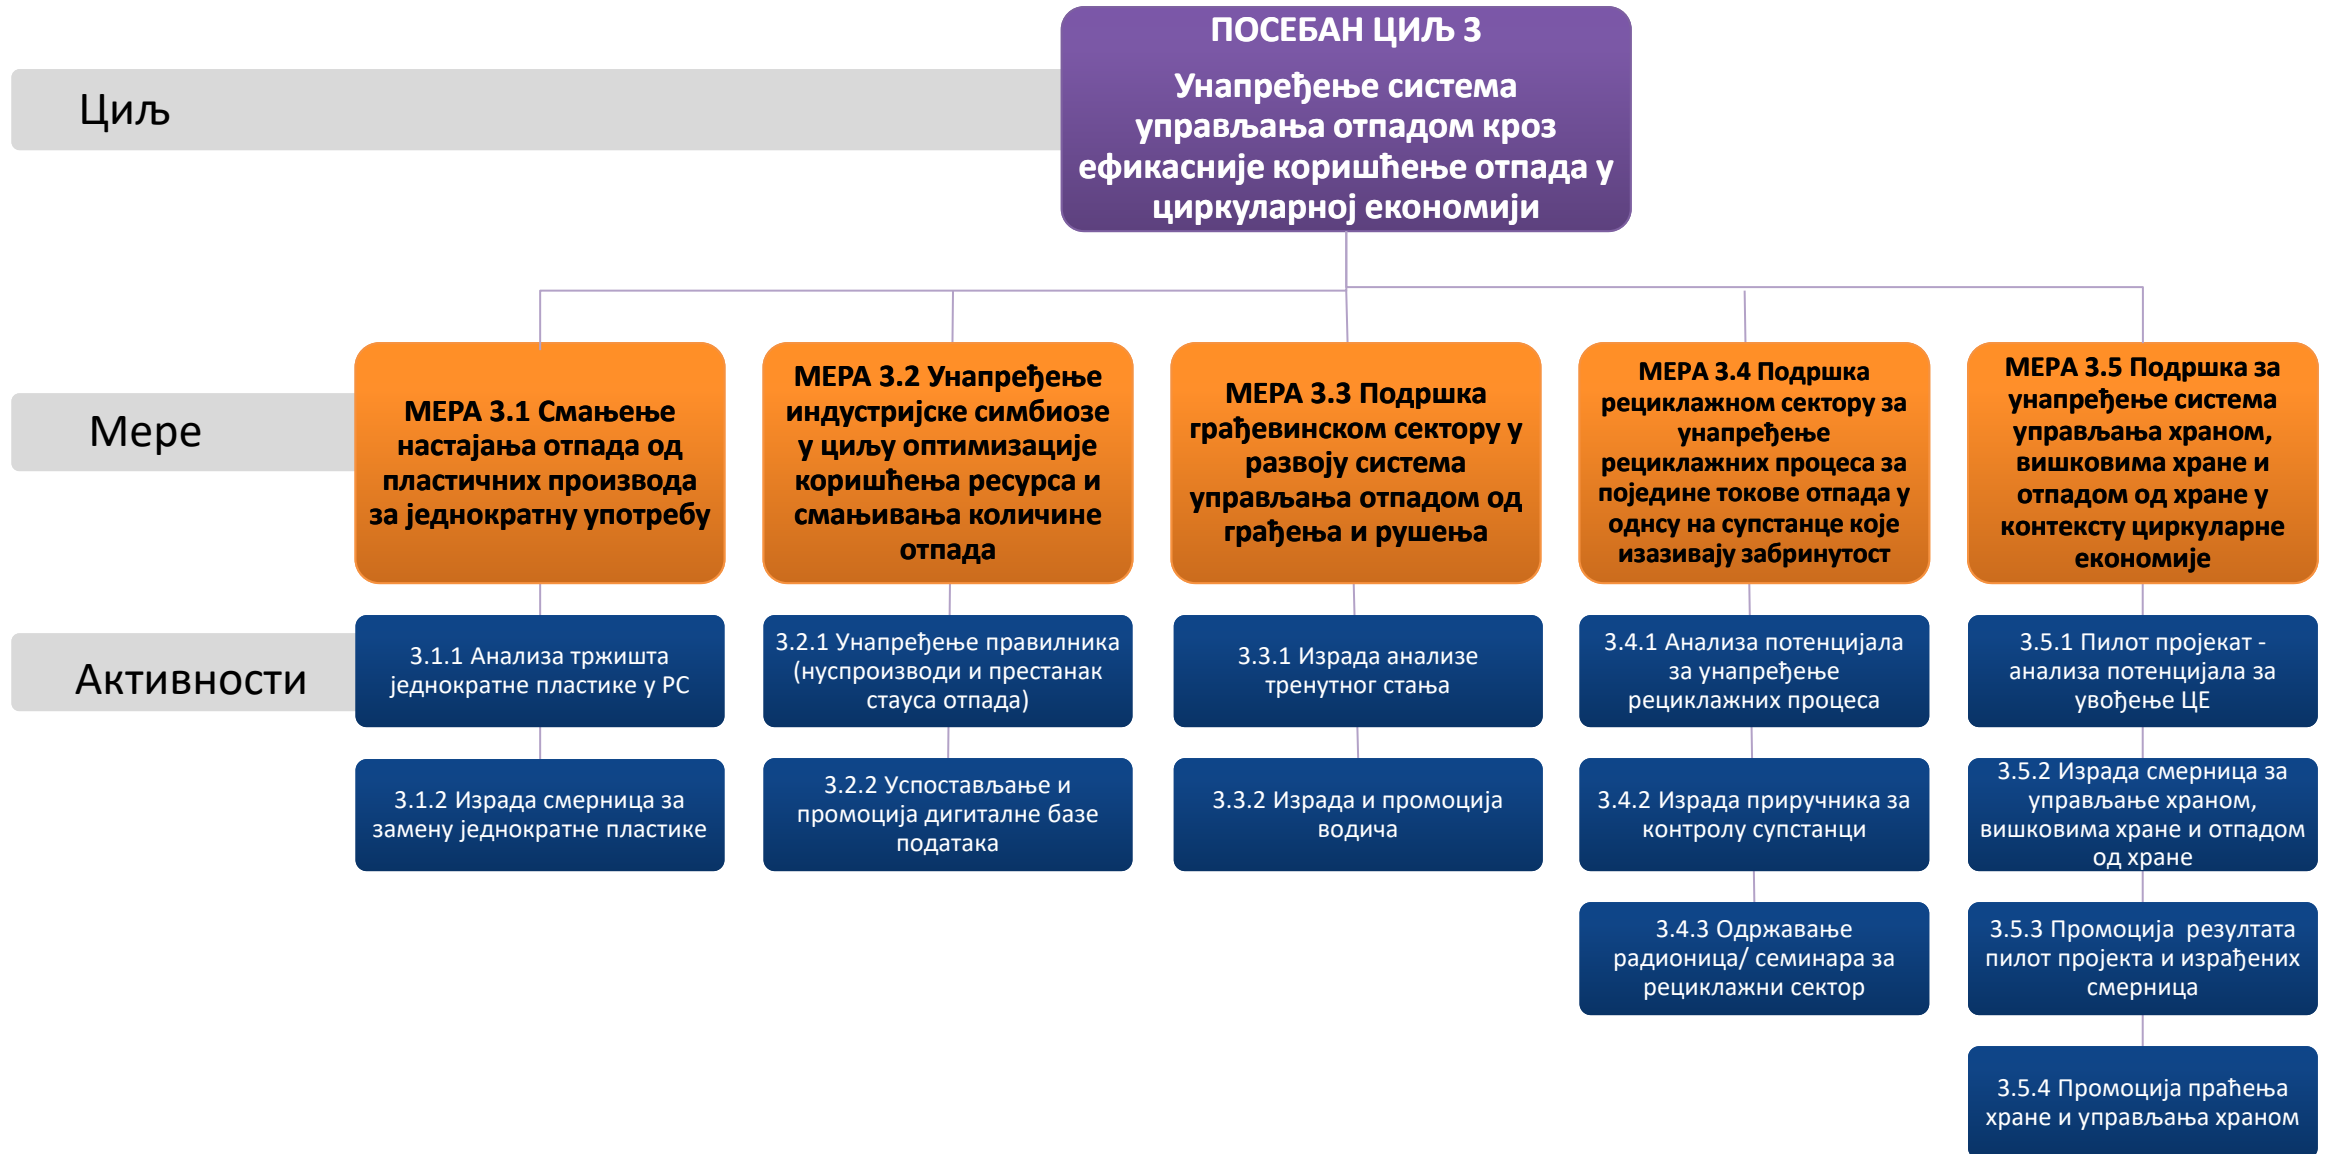 ПОСЕБАН ЦИЉ 3
Унапређење система
управљања отпадом кроз
ефикасније коришћење отпада у
циркуларној економији
Циљ
Мере
МЕРА 3.1 Смањење
настајања отпада од
пластичних производа
за једнократну употребу
МЕРА 3.2 Унапређење
индустријске симбиозе
у циљу оптимизације
коришћења ресурса и
смањивања количине
отпада
МЕРА 3.3 Подршка
грађевинском сектору у
развоју система
управљања отпадом од
грађења и рушења
МЕРА 3.4 Подршка
рециклажном сектору за
унапређење
рециклажних процеса за
поједине токове отпада у
однсу на супстанце које
изазивају забринутост
МЕРА 3.5 Подршка за
унапређење система
управљања храном,
вишковима хране и
отпадом од хране у
контексту циркуларне
економије
Активности
3.1.1 Анализа тржишта
једнократне пластике у РС
3.2.1 Унапређење правилника
(нуспроизводи и престанак
стауса отпада)
3.3.1 Израда анализе
тренутног стања
3.4.1 Анализа потенцијала
за унапређење
рециклажних процеса
3.5.1 Пилот пројекат -
анализа потенцијала за
увођење ЦЕ
3.1.2 Израда смерница за
замену једнократне пластике
3.2.2 Успостављање и
промоција дигиталне базе
података
3.3.2 Израда и промоција
водича
3.4.2 Израда приручника за
контролу супстанци
3.5.2 Израда смерница за
управљање храном,
вишковима хране и отпадом
од хране
3.4.3 Одржавање
радионица/ семинара за
рециклажни сектор
3.5.3 Промоција  резултата
пилот пројекта и израђених
смерница
3.5.4 Промоција праћења
хране и управљања храном